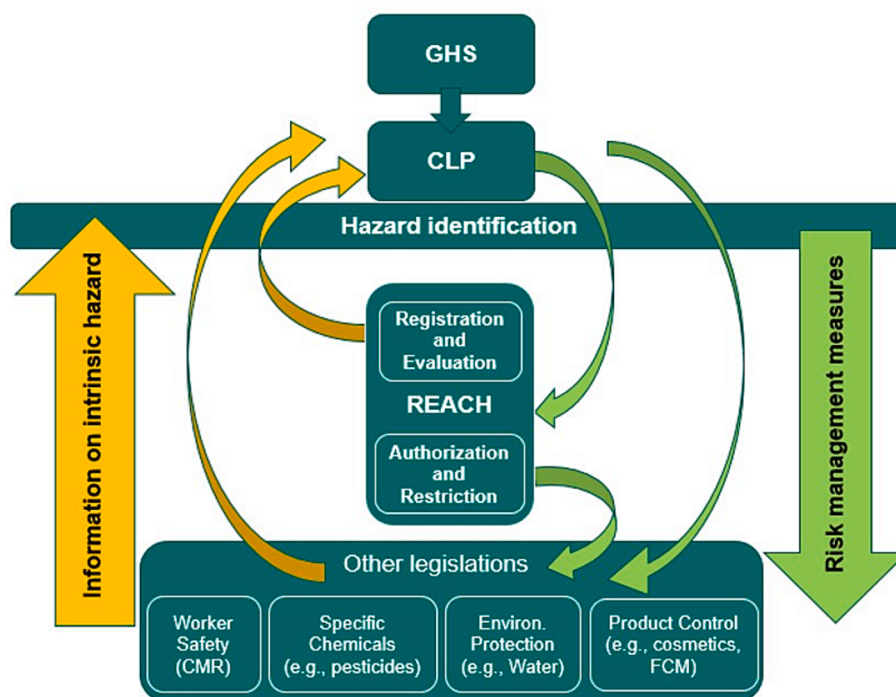 GHS
CLP
Hazard identification
Information on intrinsic hazard
Risk management measures
Registration
and
Evaluation
REACH
Authorization
and
Restriction
Other legislations
Worker
Safety
(CMR)
Specific
Chemicals
(e.g., pesticides)
Environ.
Protection
(e.g., Water)
Product Control
(e.g., cosmetics,
FCM)